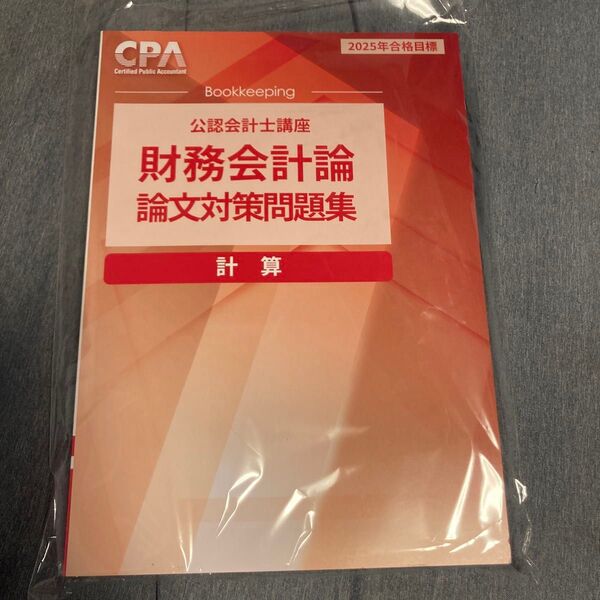 CPA
Certified Public Accountant
2025年合格目標
Bookkeeping
公認会計士講座
財務会計論
論文対策問題集
計 算